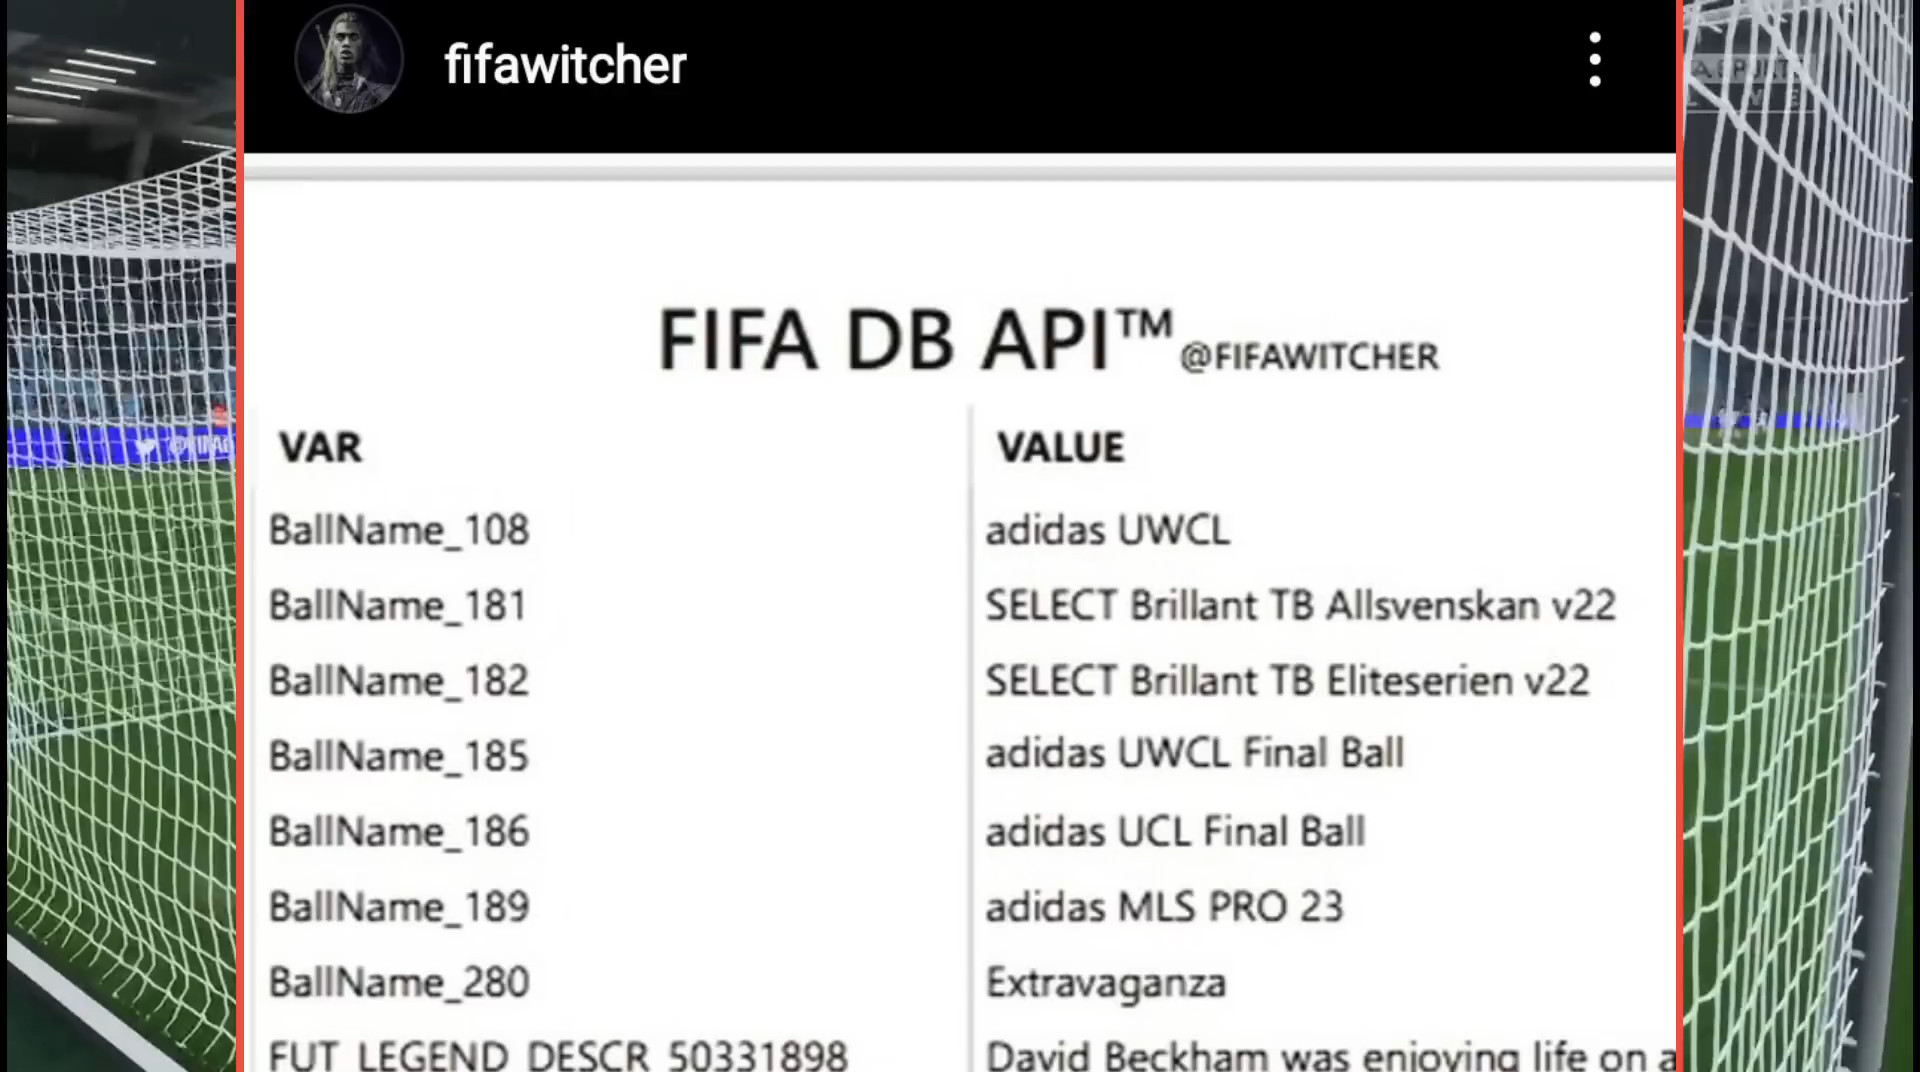 fifawitcher
FIFA DB API™ @FIFAWITCHER
VAR VALUE
BallName_108 adidas UWCL
BallName_181 SELECT Brillant TB Allsvenskan v22
BallName_182 SELECT Brillant TB Eliteserien v22
BallName_185 adidas UWCL Final Ball
BallName_186 adidas UCL Final Ball
BallName_189 adidas MLS PRO 23
BallName_280 Extravaganza
FUT_LEGEND_DESCR_50331898 David Beckham was enjoying life on a